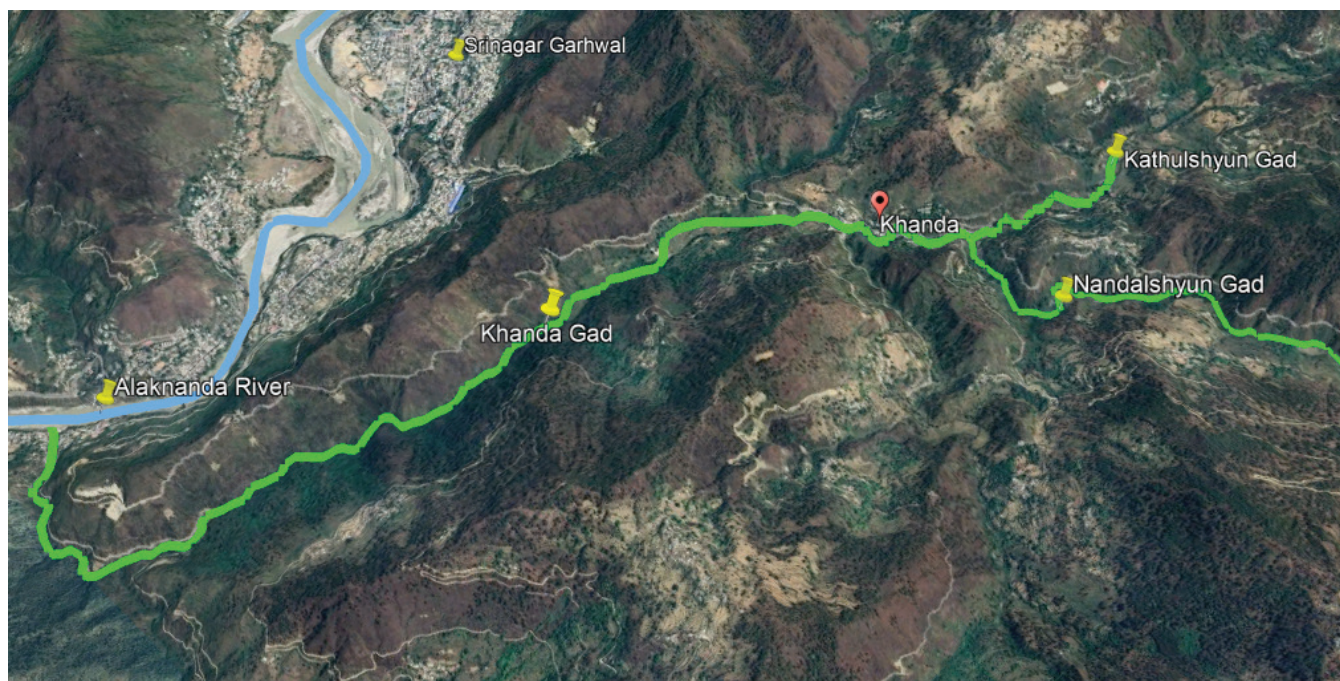 Srinagar Garhwal
Kathulshyun Gad
Khanda
Nandalshyun Gad
Khanda Gad
Alaknanda River